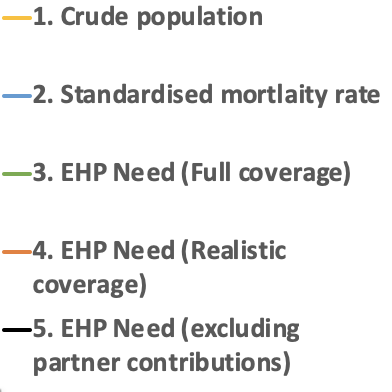 1. Crude population
2. Standardised mortlaity rate
3. EHP Need (Full coverage)
4. EHP Need (Realistic
coverage)
5. EHP Need (excluding
partner contributions)